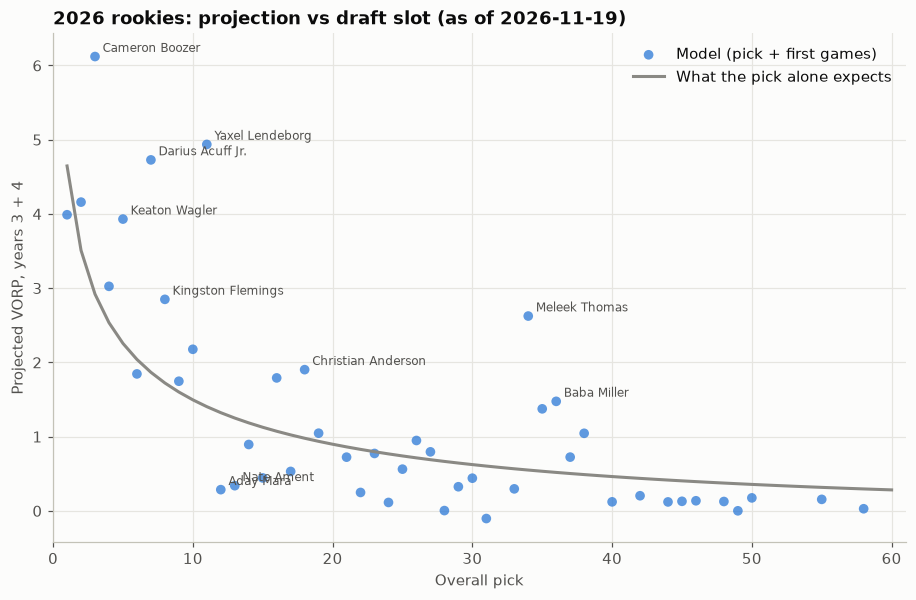 2026 rookies: projection vs draft slot (as of 2026-11-19)
Model (pick + first games)
What the pick alone expects
Cameron Boozer
Yaxel Lendeborg
Darius Acuff Jr.
Keaton Wagler
Kingston Flemings
Meleek Thomas
Christian Anderson
Baba Miller
Nate Ament
Aday Mara
Projected VORP, years 3 + 4
6
5
4
3
2
1
0
0 10 20 30 40 50 60
Overall pick